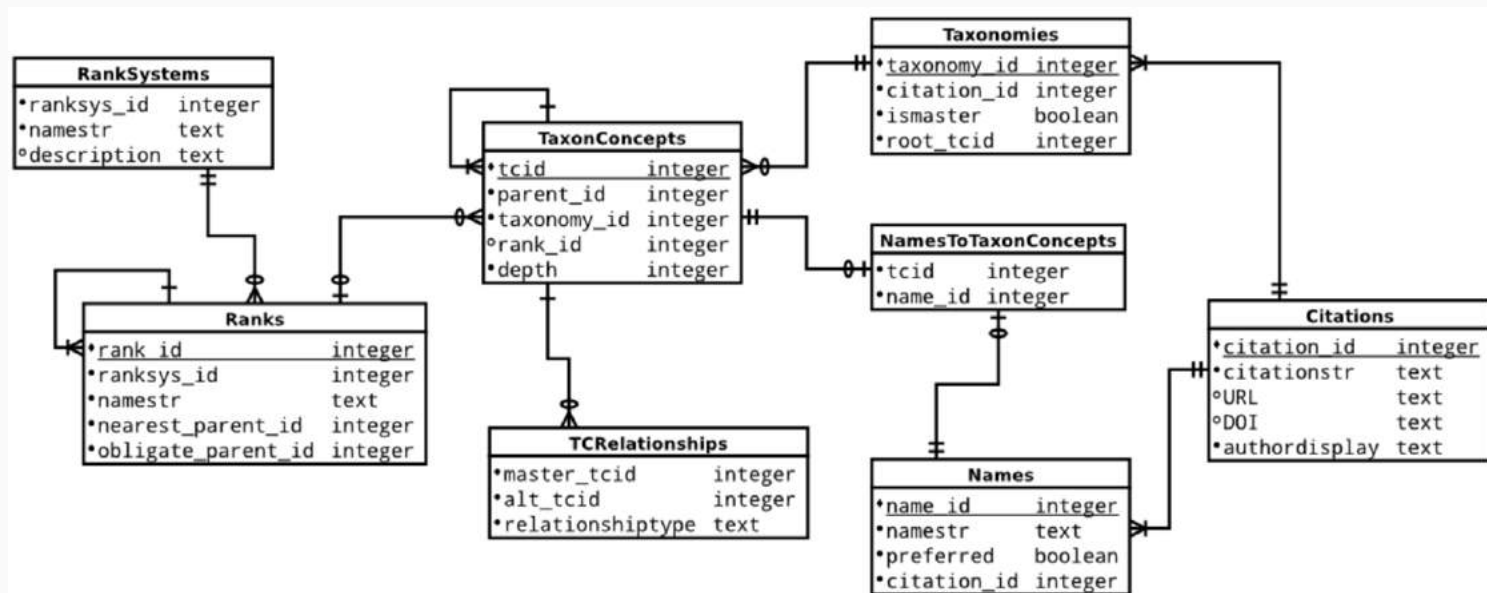 RankSystems
ranksys_id integer
namestr text
description text
TaxonConcepts
tcid integer
parent_id integer
taxonomy_id integer
rank_id integer
depth integer
Taxonomies
taxonomy_id integer
citation_id integer
ismaster boolean
root_tcid integer
NamesToTaxonConcepts
tcid integer
name_id integer
Ranks
rank_id integer
ranksys_id integer
namestr text
nearest_parent_id integer
obligate_parent_id integer
TCRelationships
master_tcid integer
alt_tcid integer
relationshiptype text
Citations
citation_id integer
citationstr text
URL text
DOI text
authordisplay text
Names
name_id integer
namestr text
preferred boolean
citation_id integer